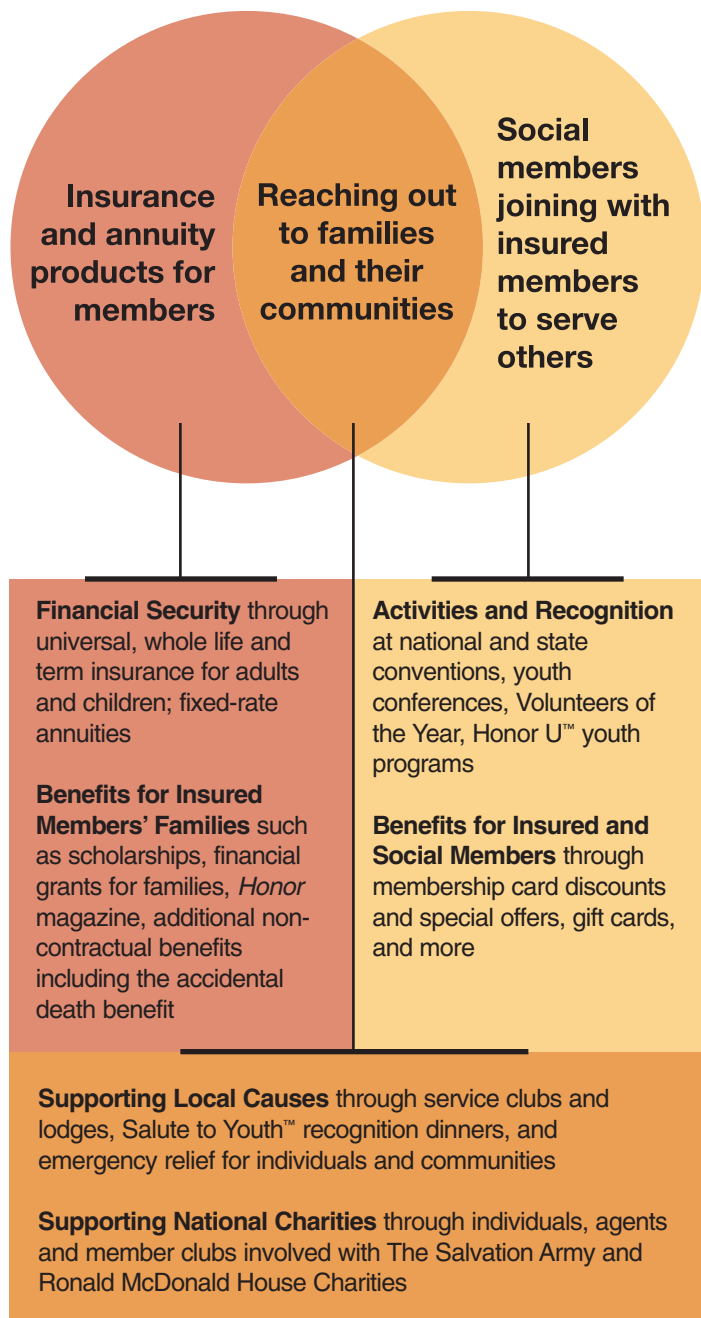 Insurance
and annuity
products for
members
Reaching out
to families
and their
communities
Social
members
joining with
insured
members
to serve
others
Financial Security through
universal, whole life and
term insurance for adults
and children; fixed-rate
annuities
Benefits for Insured
Members’ Families such
as scholarships, financial
grants for families, Honor
magazine, additional non-
contractual benefits
including the accidental
death benefit
Activities and Recognition
at national and state
conventions, youth
conferences, Volunteers of
the Year, Honor U™ youth
programs
Benefits for Insured and
Social Members through
membership card discounts
and special offers, gift cards,
and more
Supporting Local Causes through service clubs and
lodges, Salute to Youth™ recognition dinners, and
emergency relief for individuals and communities
Supporting National Charities through individuals, agents
and member clubs involved with The Salvation Army and
Ronald McDonald House Charities